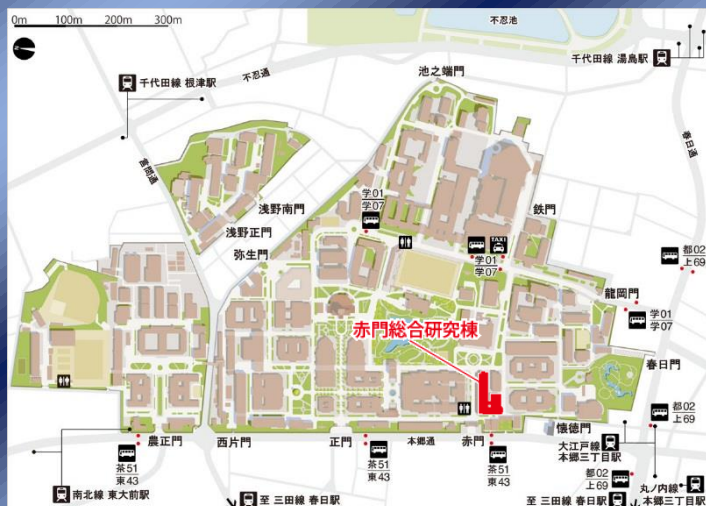 0m 100m 200m 300m
不忍池
千代田線 湯島駅
池之端門
千代田線 根津駅
不忍通
春日通
言問通
学01
学07
鉄門
浅野南門
浅野正門
弥生門
TAXI
学01
学07
都02
上69
龍岡門
学01
学07
赤門総合研究棟
春日門
都02
上69
農正門
西片門
正門
本郷通
赤門
懐徳門
大江戸線
本郷三丁目駅
茶51
東43
茶51
東43
茶51
東43
都02
上69
丸ノ内線
本郷三丁目駅
南北線 東大前駅
至 三田線 春日駅
至 三田線 春日駅